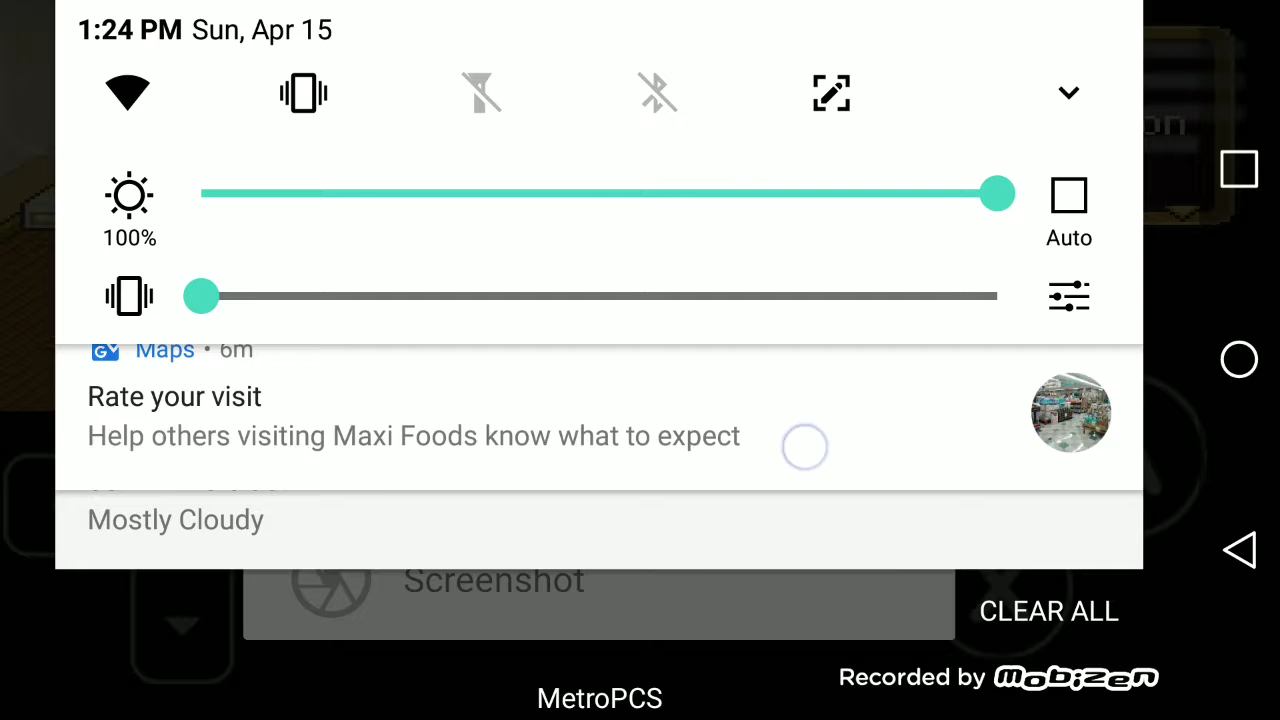 1:24 PM Sun, Apr 15
100%
Auto
Maps • 6m
Rate your visit
Help others visiting Maxi Foods know what to expect
Mostly Cloudy
Screenshot
CLEAR ALL
Recorded by mobizen
MetroPCS